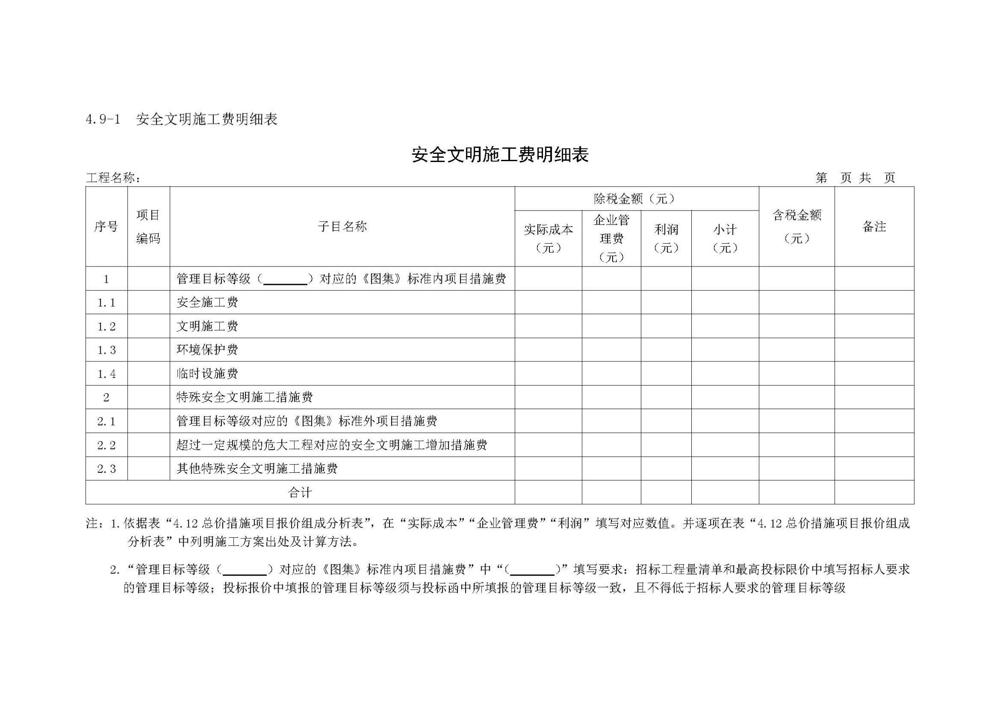 4.9-1 安全文明施工费明细表
安全文明施工费明细表
工程名称： 第 页 共 页
序号 项目编码 子目名称 除税金额（元） 含税金额（元） 备注
实际成本（元） 企业管理费（元） 利润（元） 小计（元）
1 管理目标等级（_______）对应的《图集》标准内项目措施费
1.1 安全施工费
1.2 文明施工费
1.3 环境保护费
1.4 临时设施费
2 特殊安全文明施工措施费
2.1 管理目标等级对应的《图集》标准外项目措施费
2.2 超过一定规模的危大工程对应的安全文明施工增加措施费
2.3 其他特殊安全文明施工措施费
合计
注：1.依据表“4.12 总价措施项目报价组成分析表”，在“实际成本”“企业管理费”“利润”填写对应数值。并逐项在表“4.12 总价措施项目报价组成
分析表”中列明施工方案出处及计算方法。
2.“管理目标等级（_______）对应的《图集》标准内项目措施费”中“(_______)”填写要求：招标工程量清单和最高投标限价中填写招标人要求
的管理目标等级；投标报价中填报的管理目标等级须与投标函中所填报的管理目标等级一致，且不得低于招标人要求的管理目标等级